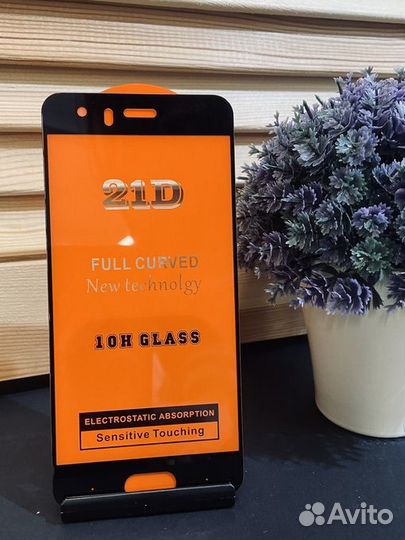 21D
FULL CURVED
New technolgy
10H GLASS
ELECTROSTATIC ABSORPTION
Sensitive Touching
Avito